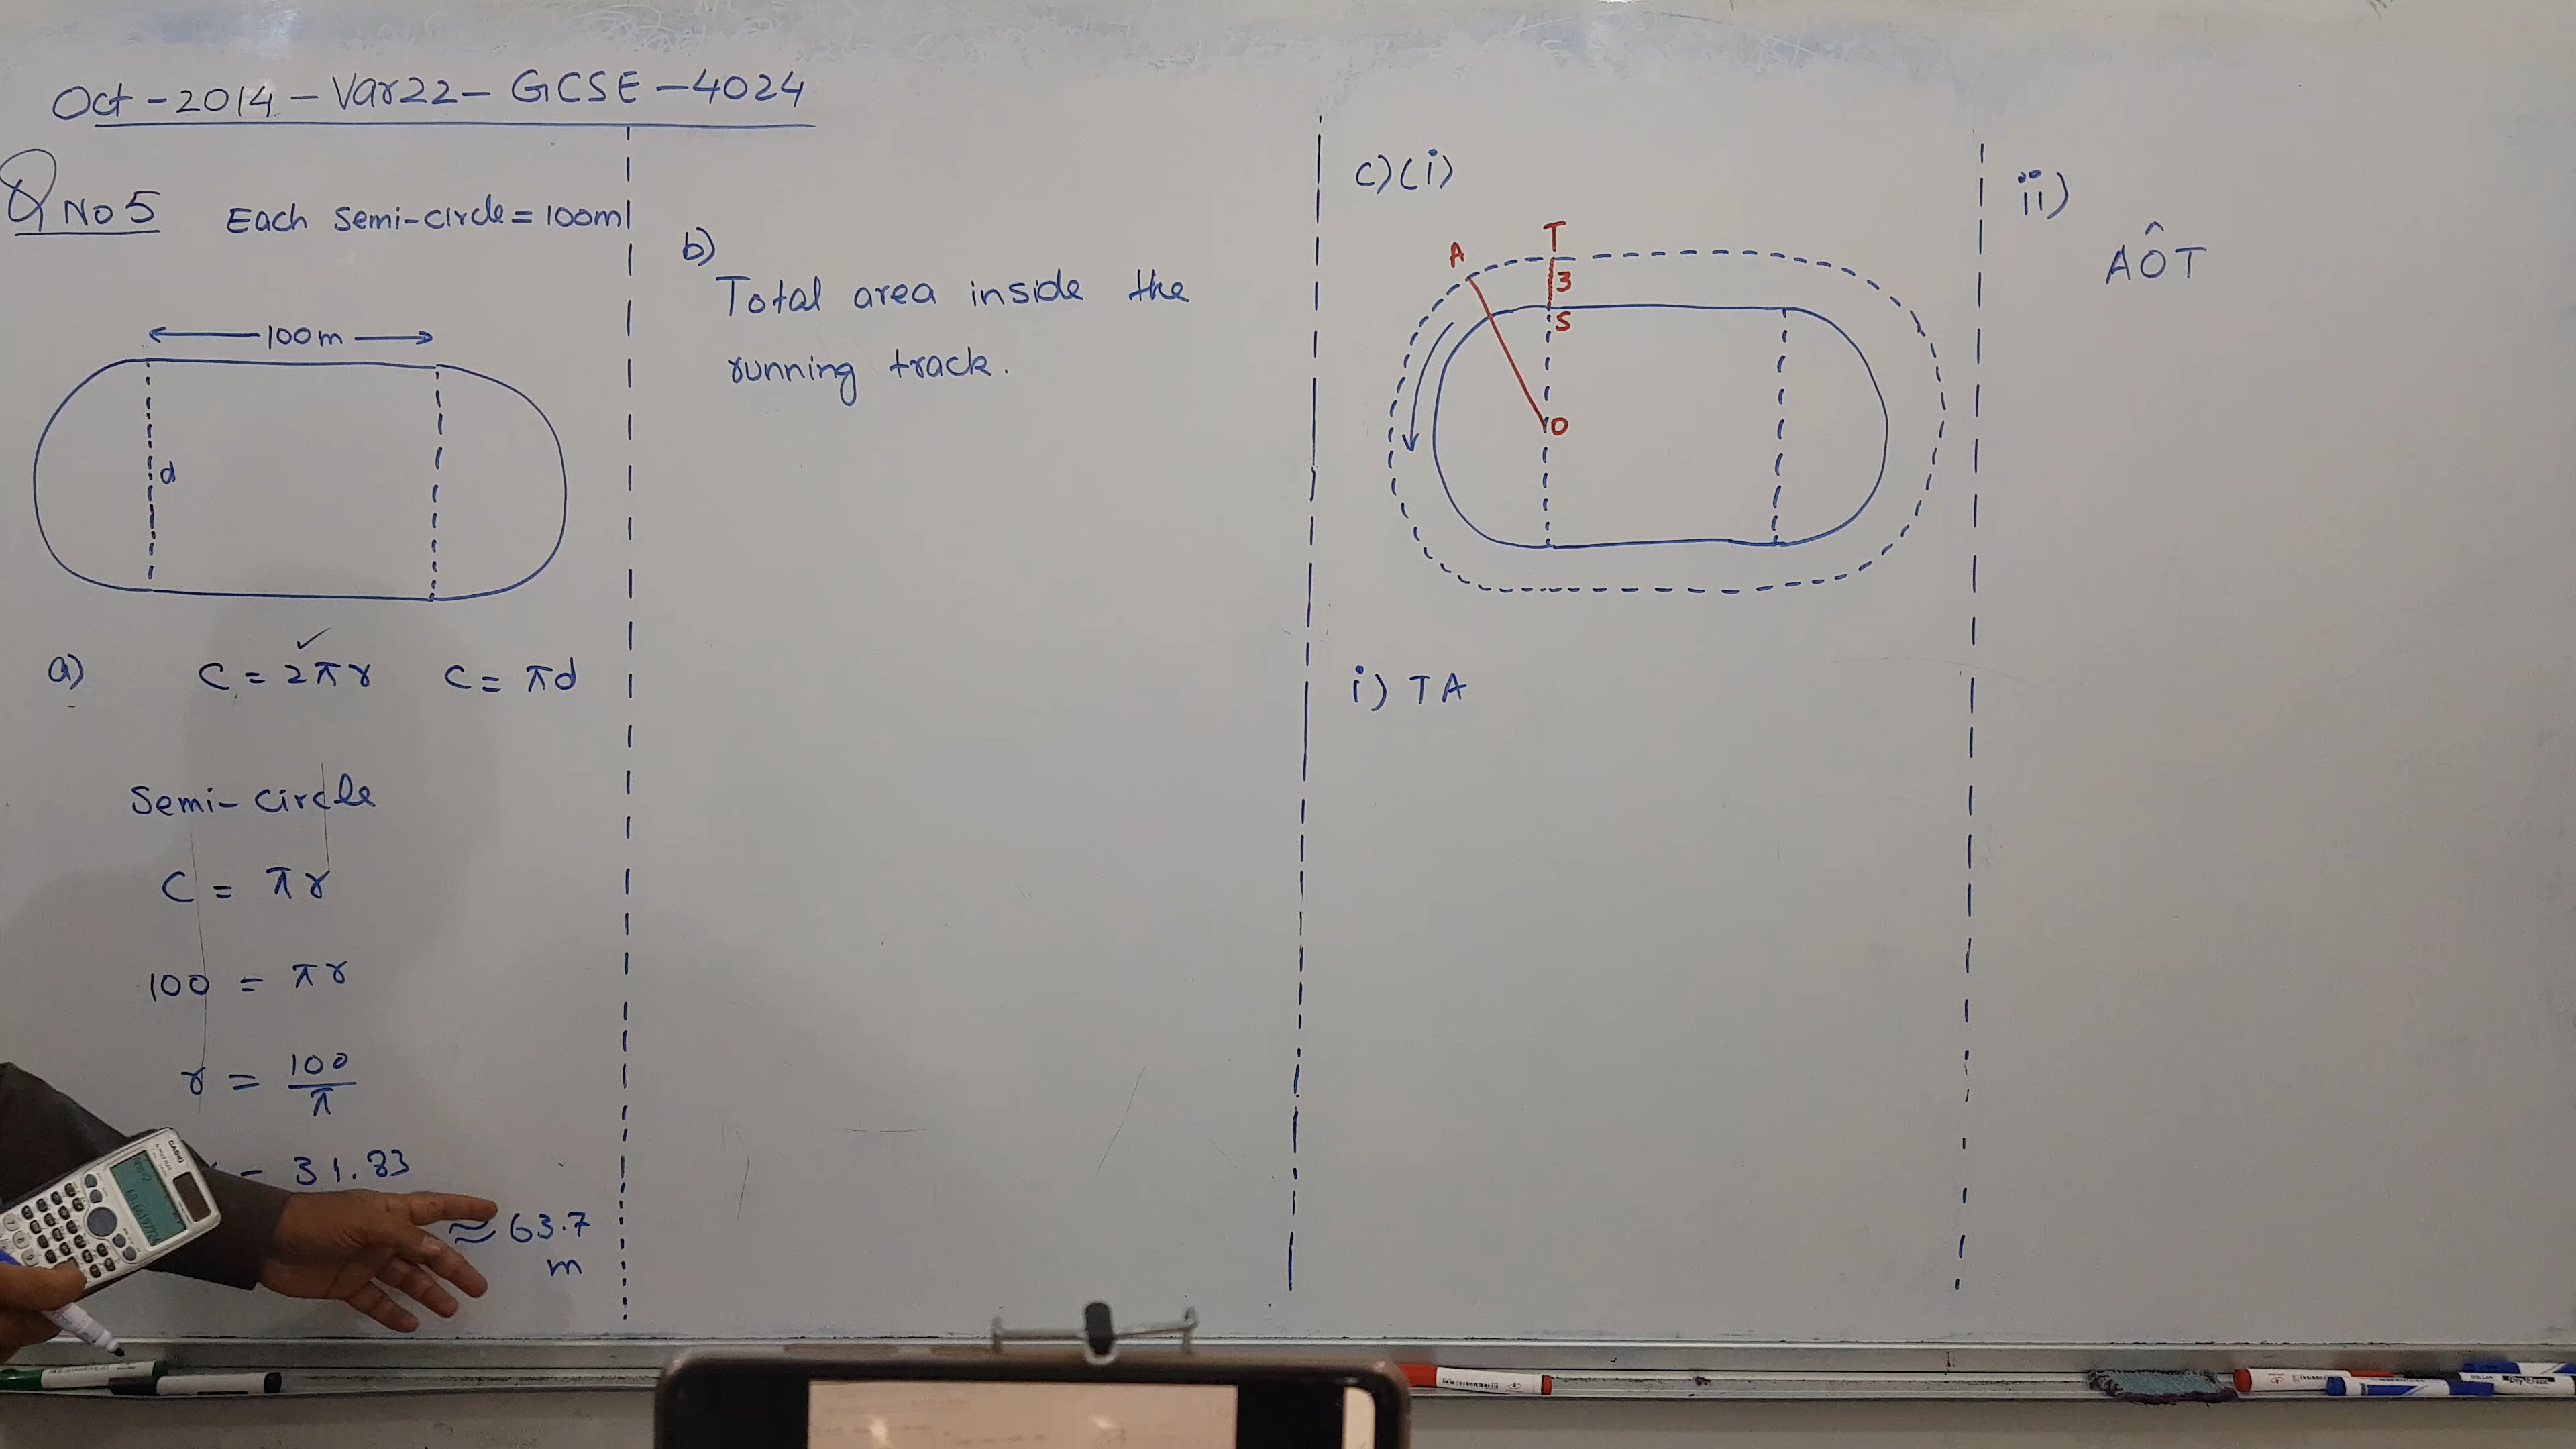 Oct-2014-Var22-GCSE-4024
Q No 5
Each semi-circle = 100m
100m
d
a)
C = 2πr
C = πd
Semi-circle
C = πr
100 = πr
r = 100/π
= 31.83
≈ 63.7
m
b)
Total area inside the
running track.
c)(i)
A
T
3
S
O
i) TA
ii)
AÔT
CASIO